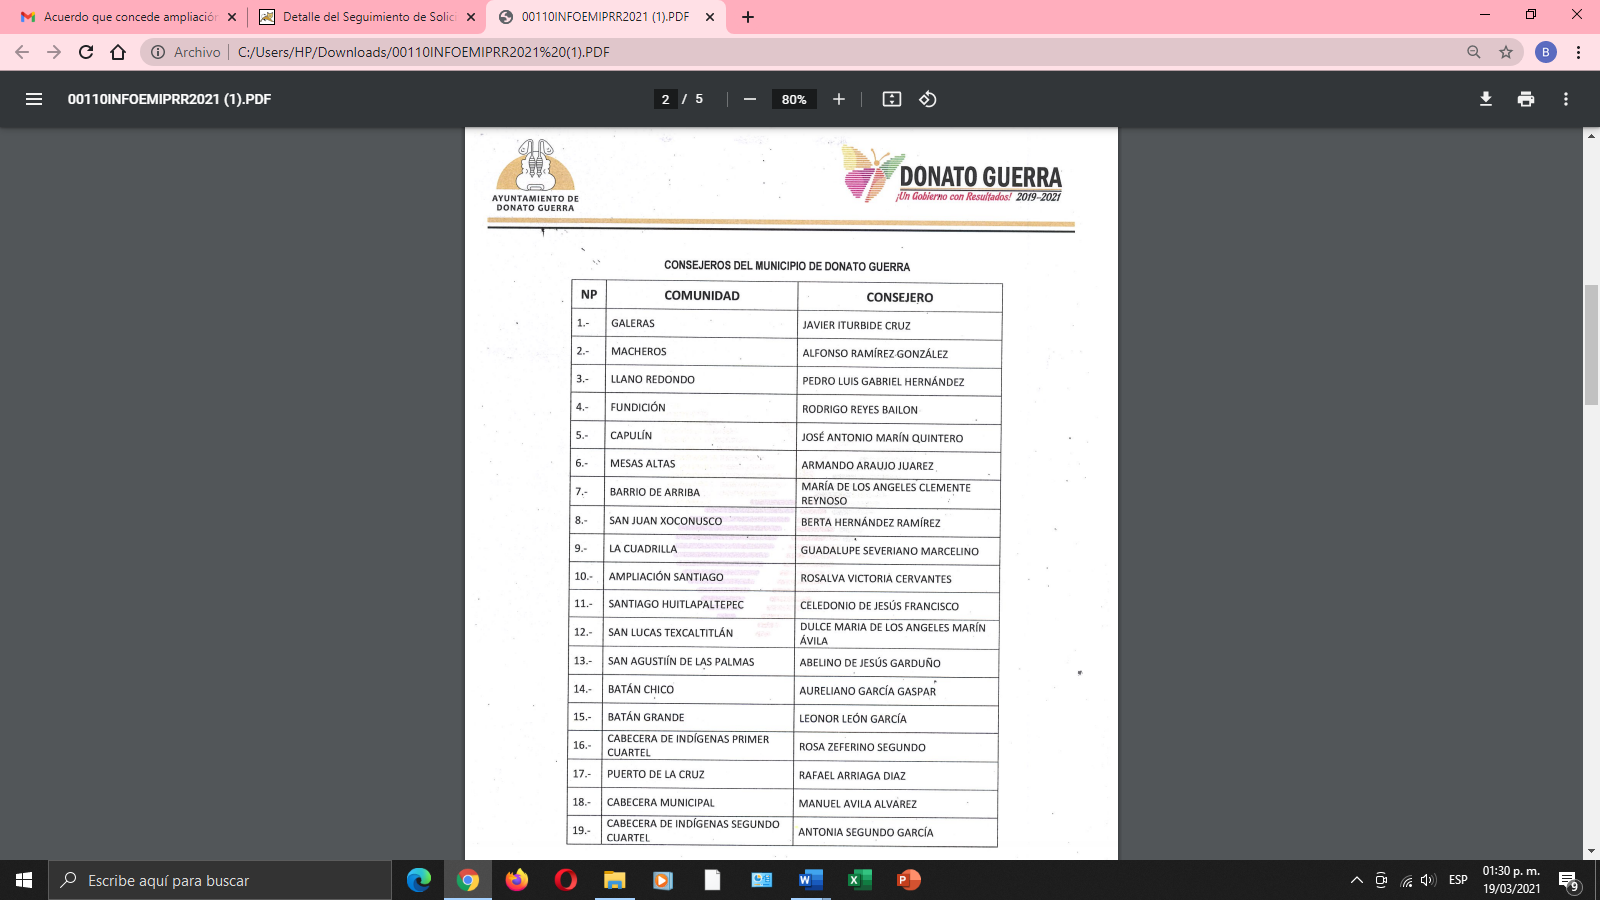 Acuerdo que concede ampliación
Detalle del Seguimiento de Solici
00110INFOEMIPRR2021 (1).PDF
Archivo
C:/Users/HP/Downloads/00110INFOEMIPRR2021%20(1).PDF
B
00110INFOEMIPRR2021 (1).PDF
2 / 5
80%
AYUNTAMIENTO DE
DONATO GUERRA
DONATO GUERRA
¡Un Gobierno con Resultados! 2019-2021
CONSEJEROS DEL MUNICIPIO DE DONATO GUERRA
NP COMUNIDAD CONSEJERO
1.- GALERAS JAVIER ITURBIDE CRUZ
2.- MACHEROS ALFONSO RAMÍREZ GONZÁLEZ
3.- LLANO REDONDO PEDRO LUIS GABRIEL HERNÁNDEZ
4.- FUNDICIÓN RODRIGO REYES BAILON
5.- CAPULÍN JOSÉ ANTONIO MARÍN QUINTERO
6.- MESAS ALTAS ARMANDO ARAUJO JUAREZ
7.- BARRIO DE ARRIBA MARÍA DE LOS ANGELES CLEMENTE
REYNOSO
8.- SAN JUAN XOCONUSCO BERTA HERNÁNDEZ RAMÍREZ
9.- LA CUADRILLA GUADALUPE SEVERIANO MARCELINO
10.- AMPLIACIÓN SANTIAGO ROSALVA VICTORIA CERVANTES
11.- SANTIAGO HUITLAPALTEPEC CELEDONIO DE JESÚS FRANCISCO
12.- SAN LUCAS TEXCALTITLÁN DULCE MARIA DE LOS ANGELES MARÍN
ÁVILA
13.- SAN AGUSTIÍN DE LAS PALMAS ABELINO DE JESÚS GARDUÑO
14.- BATÁN CHICO AURELIANO GARCÍA GASPAR
15.- BATÁN GRANDE LEONOR LEÓN GARCÍA
16.- CABECERA DE INDÍGENAS PRIMER
CUARTEL ROSA ZEFERINO SEGUNDO
17.- PUERTO DE LA CRUZ RAFAEL ARRIAGA DIAZ
18.- CABECERA MUNICIPAL MANUEL AVILA ALVAREZ
19.- CABECERA DE INDÍGENAS SEGUNDO
CUARTEL ANTONIA SEGUNDO GARCÍA
Escribe aquí para buscar
ESP
01:30 p. m.
19/03/2021
9